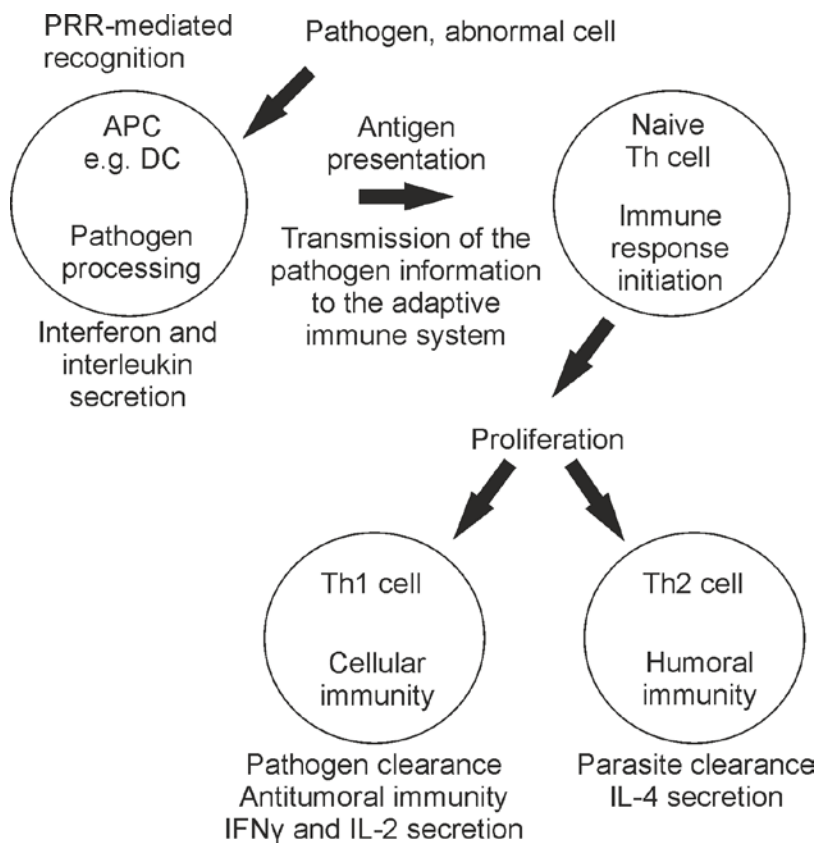 PRR-mediated
recognition
Pathogen, abnormal cell
APC
e.g. DC
Pathogen
processing
Interferon and
interleukin
secretion
Antigen
presentation
Transmission of the
pathogen information
to the adaptive
immune system
Naive
Th cell
Immune
response
initiation
Proliferation
Th1 cell
Cellular
immunity
Pathogen clearance
Antitumoral immunity
IFNγ and IL-2 secretion
Th2 cell
Humoral
immunity
Parasite clearance
IL-4 secretion